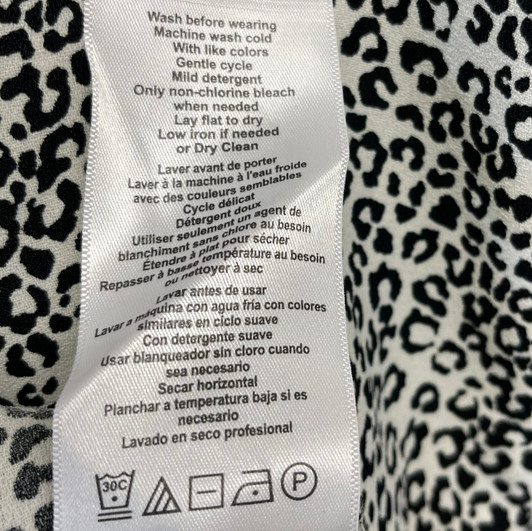 Wash before wearing
Machine wash cold
With like colors
Gentle cycle
Mild detergent
Only non-chlorine bleach
when needed
Lay flat to dry
Low iron if needed
or Dry Clean
Laver avant de porter
Laver à la machine à l'eau froide
avec des couleurs semblables
Cycle délicat
Détergent doux
Utiliser seulement un agent de
blanchiment sans chlore au besoin
Étendre à plat pour sécher
Repasser à basse température au besoin
ou nettoyer à sec
Lavar antes de usar
Lavar a máquina con agua fría con colores
similares en ciclo suave
Con detergente suave
Usar blanqueador sin cloro cuando
sea necesario
Secar horizontal
Planchar a temperatura baja si es
necesario
Lavado en seco profesional
30C P